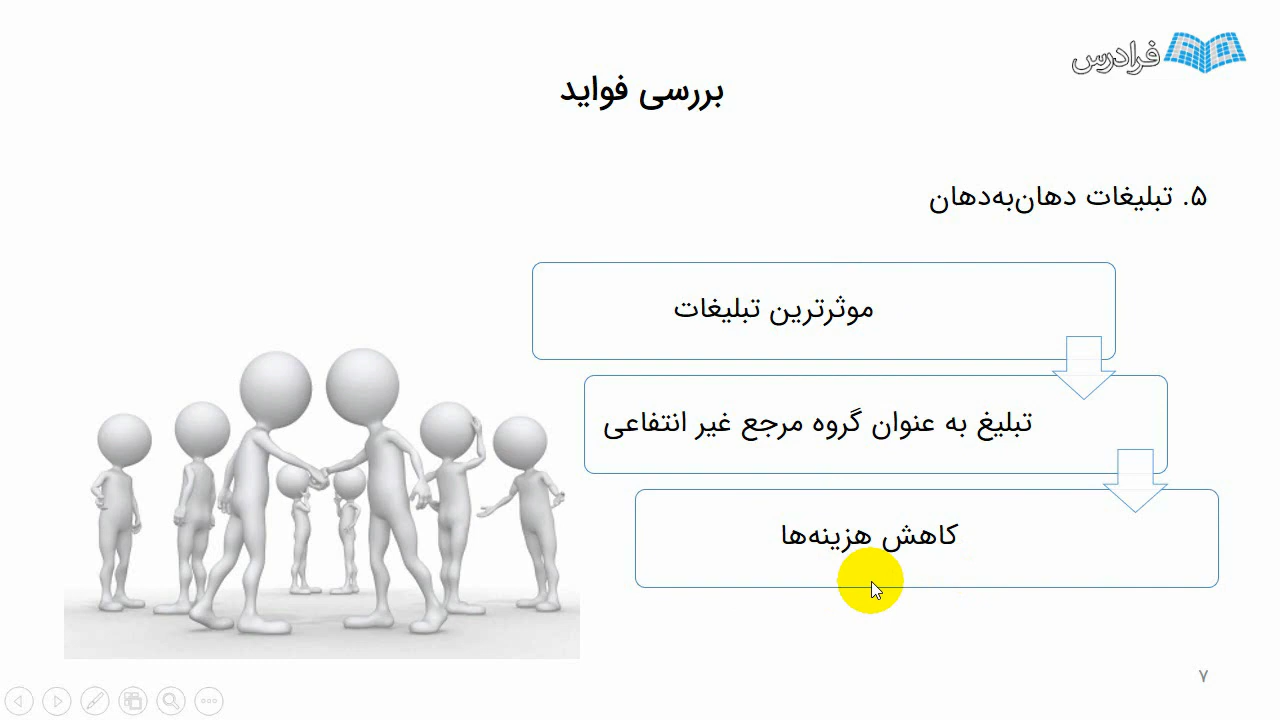 فرادرس
بررسی فواید
۵. تبلیغات دهان‌به‌دهان
موثرترین تبلیغات
تبلیغ به عنوان گروه مرجع غیر انتفاعی
کاهش هزینه‌ها
۷